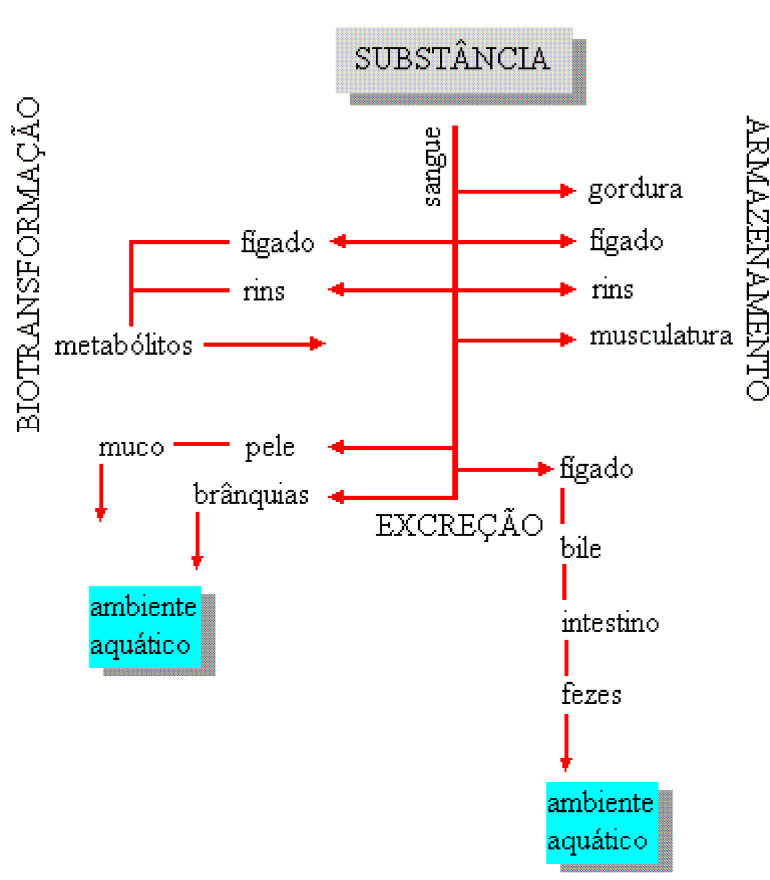 SUBSTÂNCIA
BIOTRANSFORMAÇÃO
sangue
ARMAZENAMENTO
gordura
fígado
fígado
rins
rins
metabólitos
musculatura
muco
pele
brânquias
fígado
EXCREÇÃO
bile
ambiente
aquático
intestino
fezes
ambiente
aquático